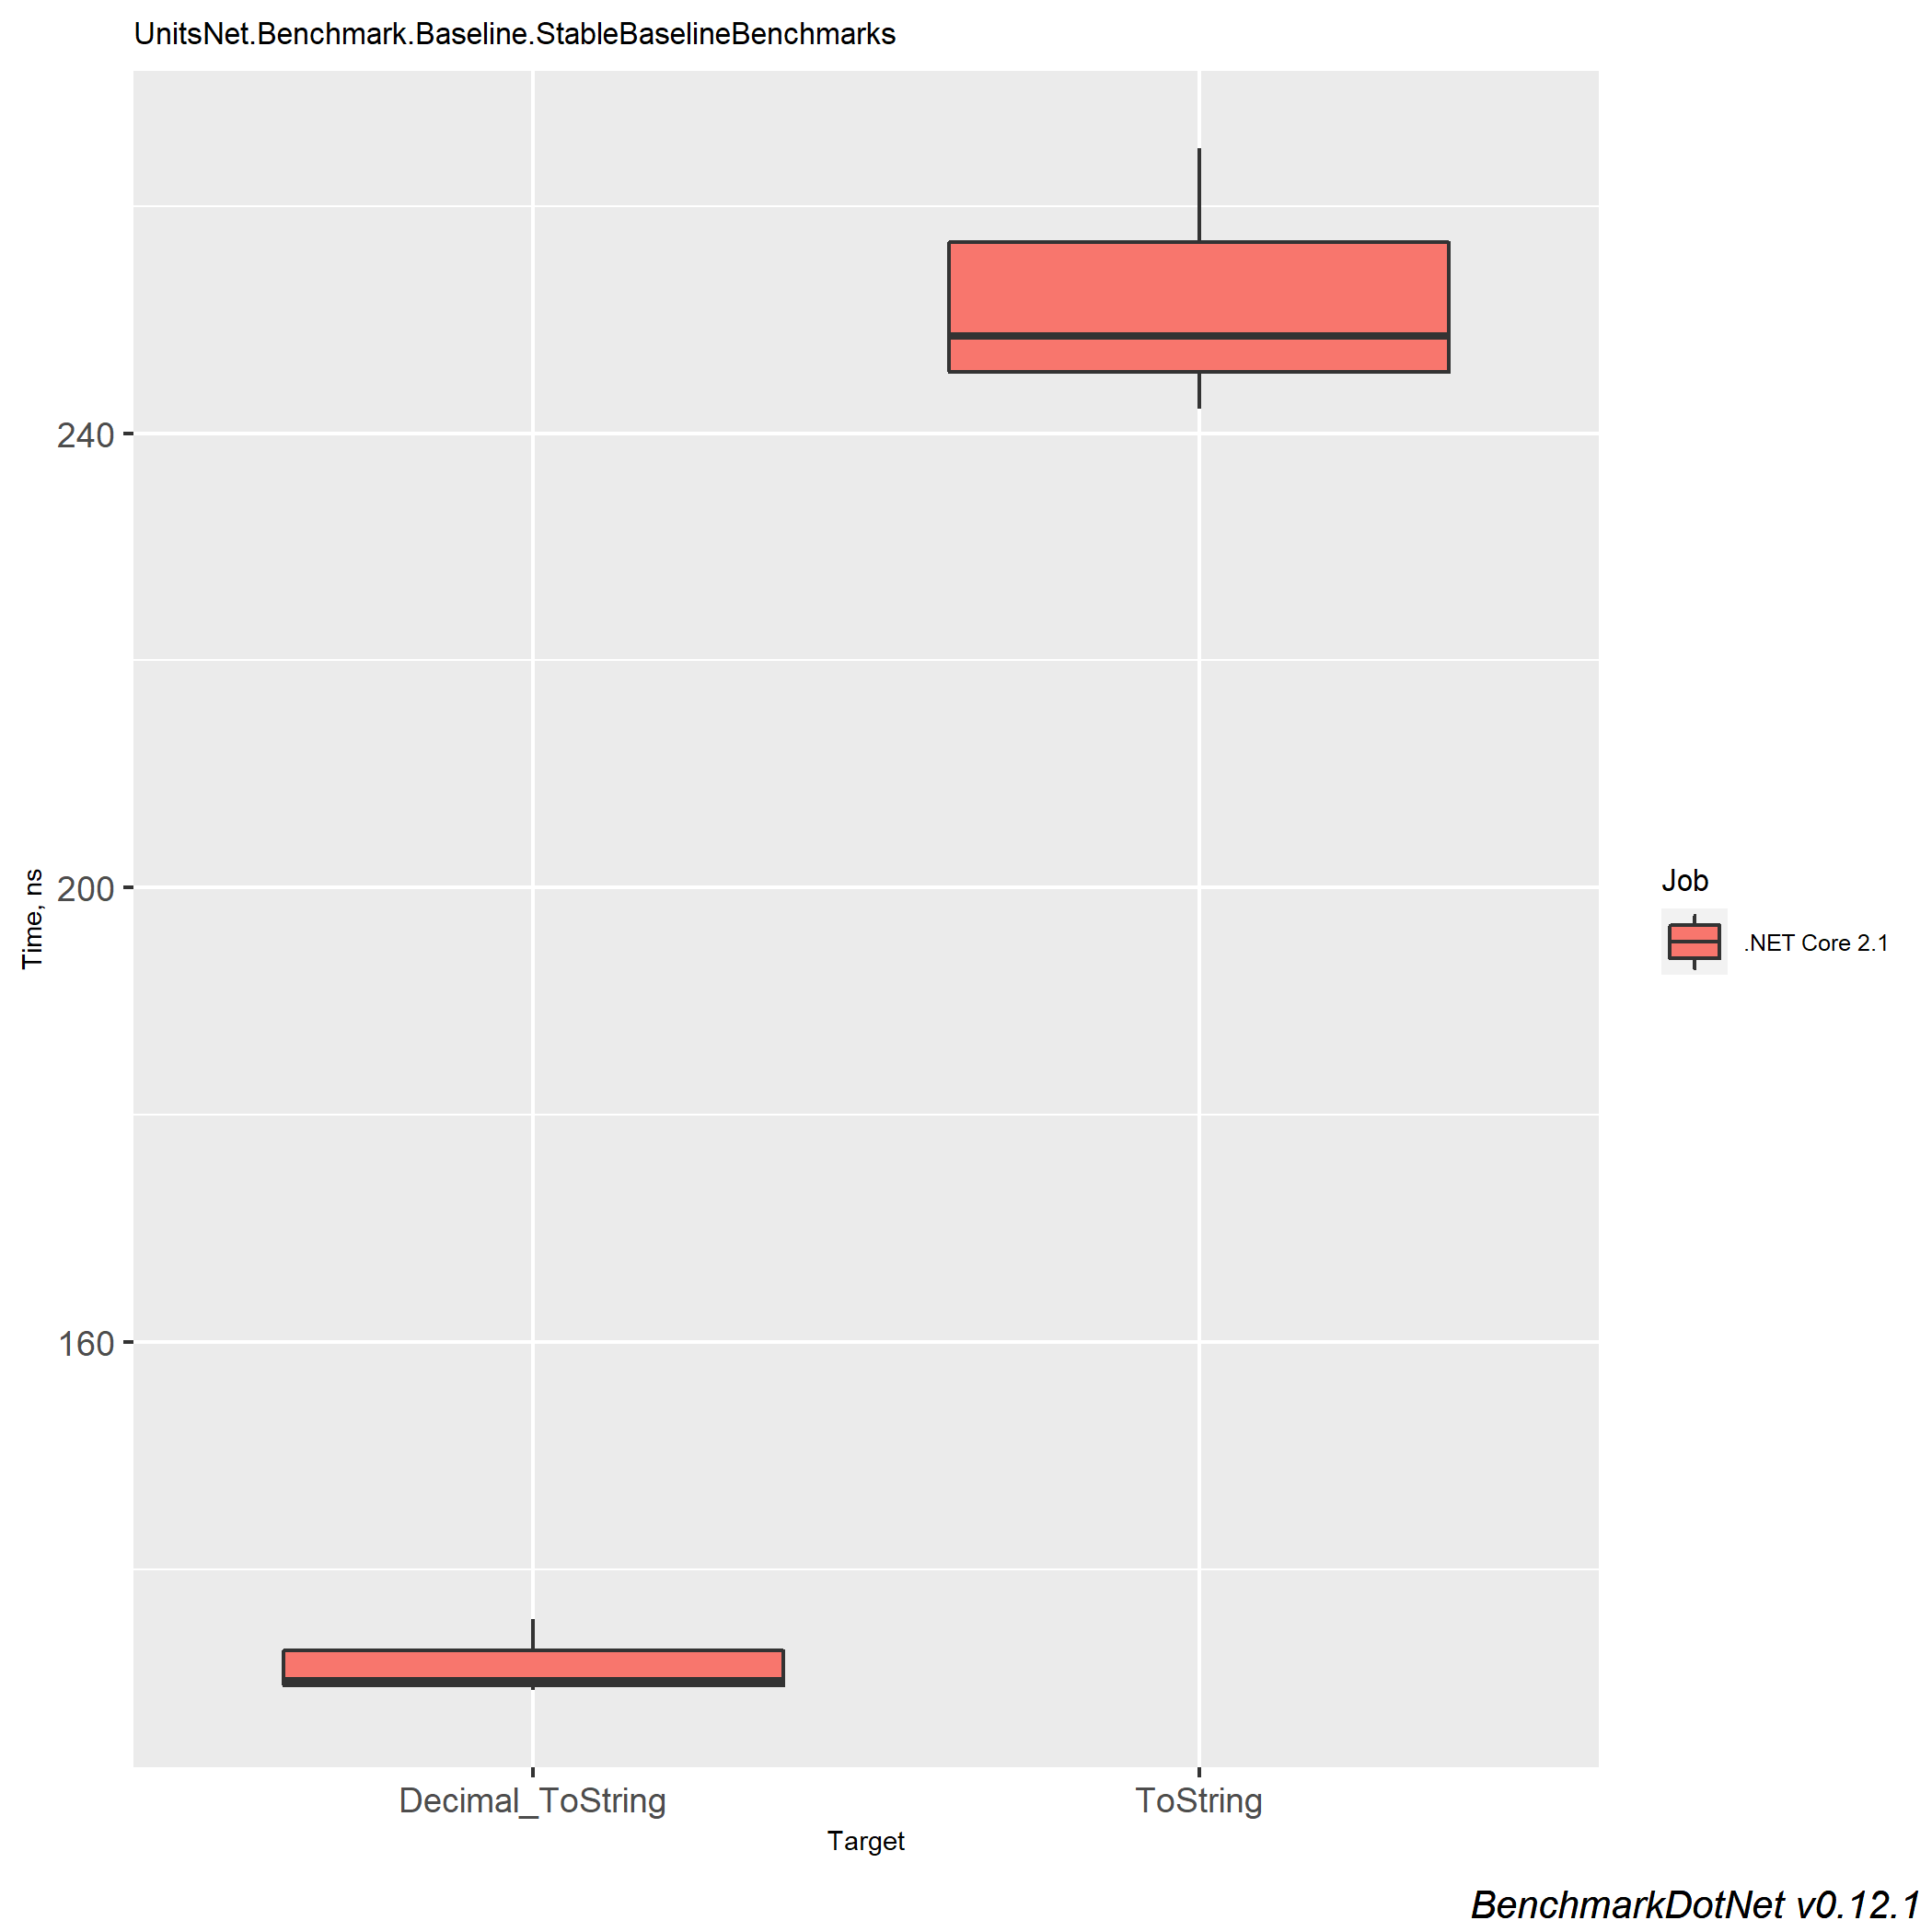 UnitsNet.Benchmark.Baseline.StableBaselineBenchmarks
240
200
160
Time, ns
Decimal_ToString
ToString
Target
Job
.NET Core 2.1
BenchmarkDotNet v0.12.1